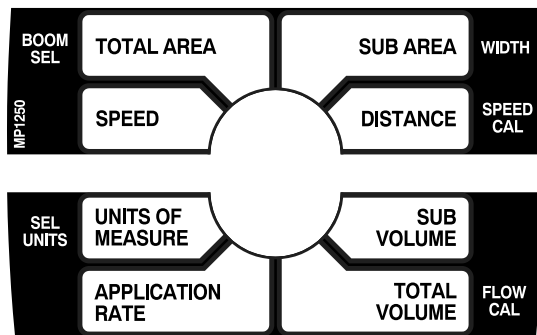 BOOM
SEL
TOTAL AREA
SUB AREA
WIDTH
MP1250
SPEED
DISTANCE
SPEED
CAL
SEL
UNITS
UNITS OF
MEASURE
SUB
VOLUME
APPLICATION
RATE
TOTAL
VOLUME
FLOW
CAL